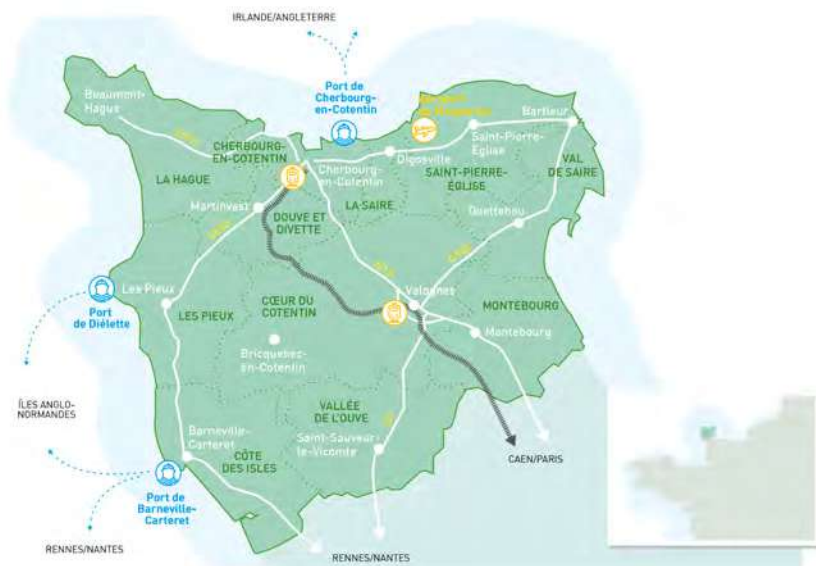 IRLANDE/ANGLETERRE
Port de
Cherbourg-
en-Cotentin
Beaumont-
Hague
Barfleur
Saint-Pierre-
Église
CHERBOURG-
EN-COTENTIN
Digosville
VAL
DE SAIRE
Cherbourg-
en-Cotentin
SAINT-PIERRE-
ÉGLISE
LA HAGUE
LA SAIRE
Martinvast
DOUVE ET
DIVETTE
Quettehou
Les Pieux
Valognes
MONTEBOURG
LES PIEUX
CŒUR DU
COTENTIN
Port
de Diélette
Montebourg
Bricquebec-
en-Cotentin
ÎLES ANGLO-
NORMANDES
VALLÉE
DE L'OUVE
Barneville-
Carteret
Saint-Sauveur-
le-Vicomte
CAEN/PARIS
CÔTE
DES ISLES
Port de
Barneville-
Carteret
RENNES/NANTES
RENNES/NANTES